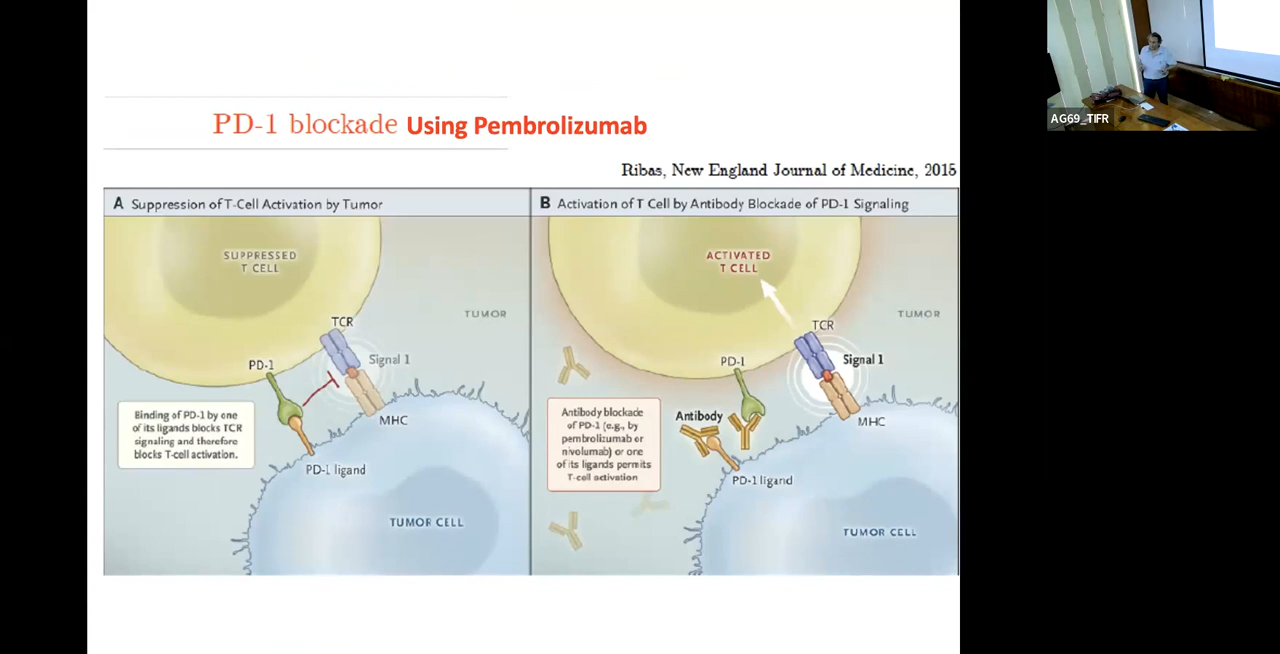 PD-1 blockade Using Pembrolizumab
Ribas, New England Journal of Medicine, 2015
A Suppression of T-Cell Activation by Tumor
SUPPRESSED
T CELL
TUMOR
TCR
Signal 1
PD-1
MHC
Binding of PD-1 by one
of its ligands blocks TCR
signaling and therefore
blocks T-cell activation.
PD-L ligand
TUMOR CELL
B Activation of T Cell by Antibody Blockade of PD-1 Signaling
ACTIVATED
T CELL
TUMOR
TCR
Signal 1
PD-1
MHC
Antibody
Antibody blockade
of PD-1 (e.g., by
pembrolizumab or
nivolumab) or one
of its ligands permits
T-cell activation
PD-1 ligand
TUMOR CELL
AG69_TIFR